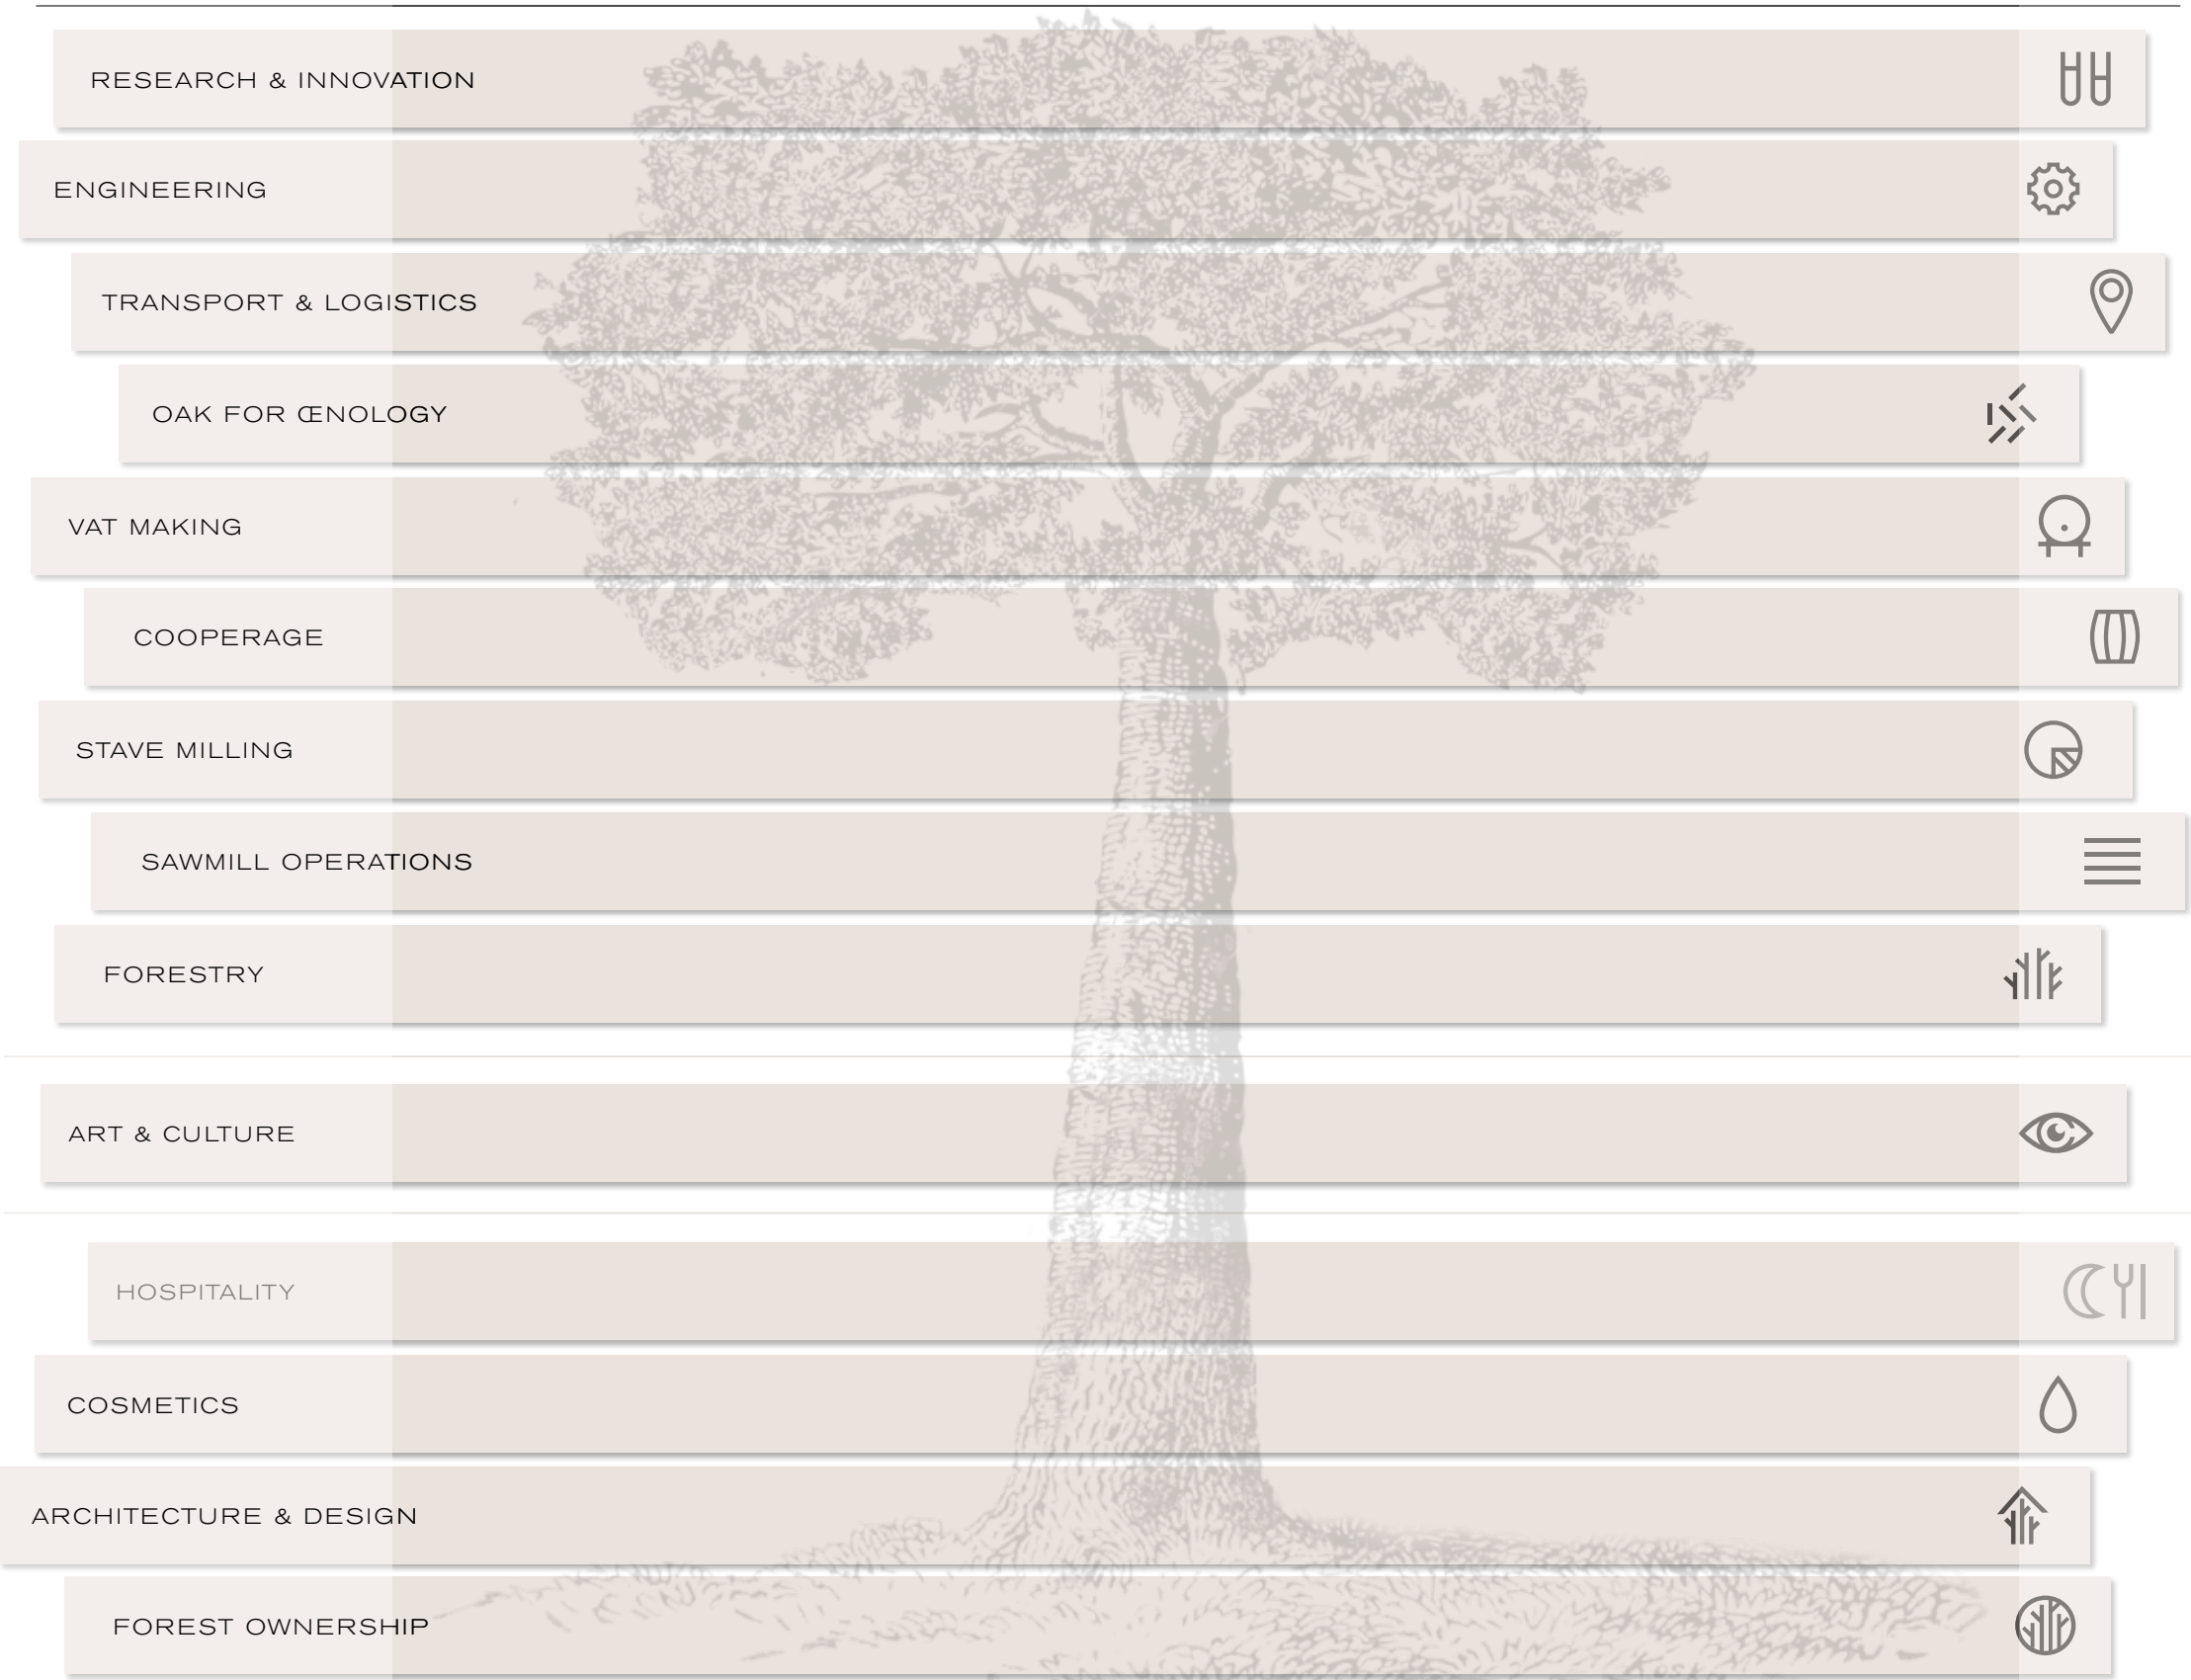 RESEARCH & INNOVATION
ENGINEERING
TRANSPORT & LOGISTICS
OAK FOR ŒNOLOGY
VAT MAKING
COOPERAGE
STAVE MILLING
SAWMILL OPERATIONS
FORESTRY
ART & CULTURE
HOSPITALITY
COSMETICS
ARCHITECTURE & DESIGN
FOREST OWNERSHIP